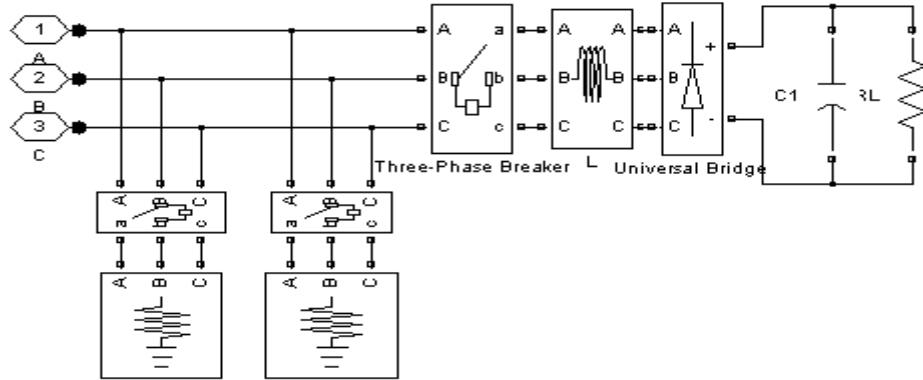 1
A
2
B
3
C
A a
B b
C c
Three-Phase Breaker
A A
B B
C C
L
A +
B
C -
Universal Bridge
C1
RL
A B C
a b c
A B C
a b c
A B C
A B C